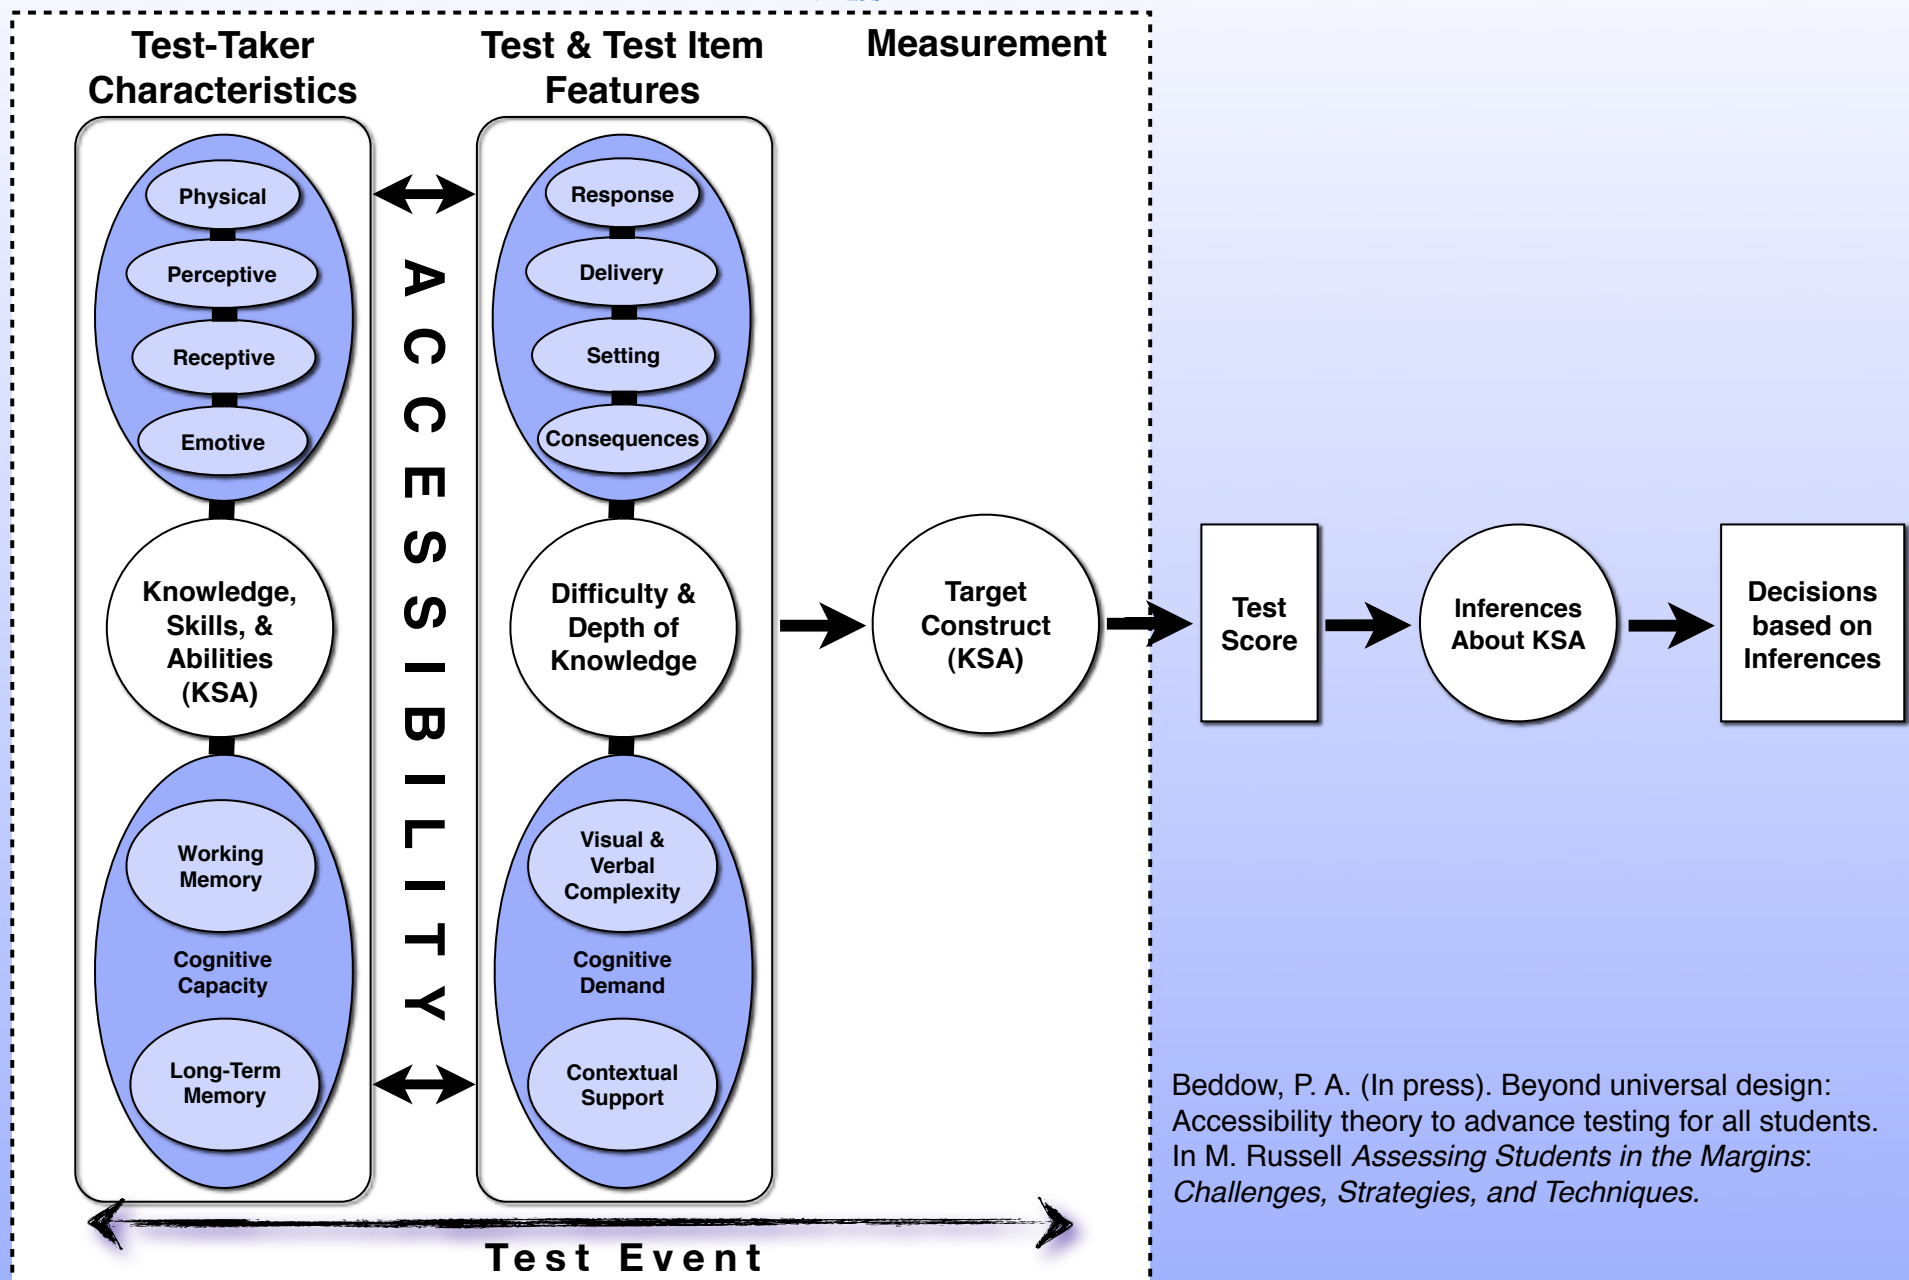 Test-Taker
Characteristics
Physical
Perceptive
Receptive
Emotive
Knowledge,
Skills, &
Abilities
(KSA)
Working
Memory
Cognitive
Capacity
Long-Term
Memory
ACCESSIBILITY
Test & Test Item
Features
Response
Delivery
Setting
Consequences
Difficulty &
Depth of
Knowledge
Visual &
Verbal
Complexity
Cognitive
Demand
Contextual
Support
Measurement
Target
Construct
(KSA)
Test
Score
Inferences
About KSA
Decisions
based on
Inferences
Test Event
Beddow, P. A. (In press). Beyond universal design:
Accessibility theory to advance testing for all students.
In M. Russell Assessing Students in the Margins:
Challenges, Strategies, and Techniques.